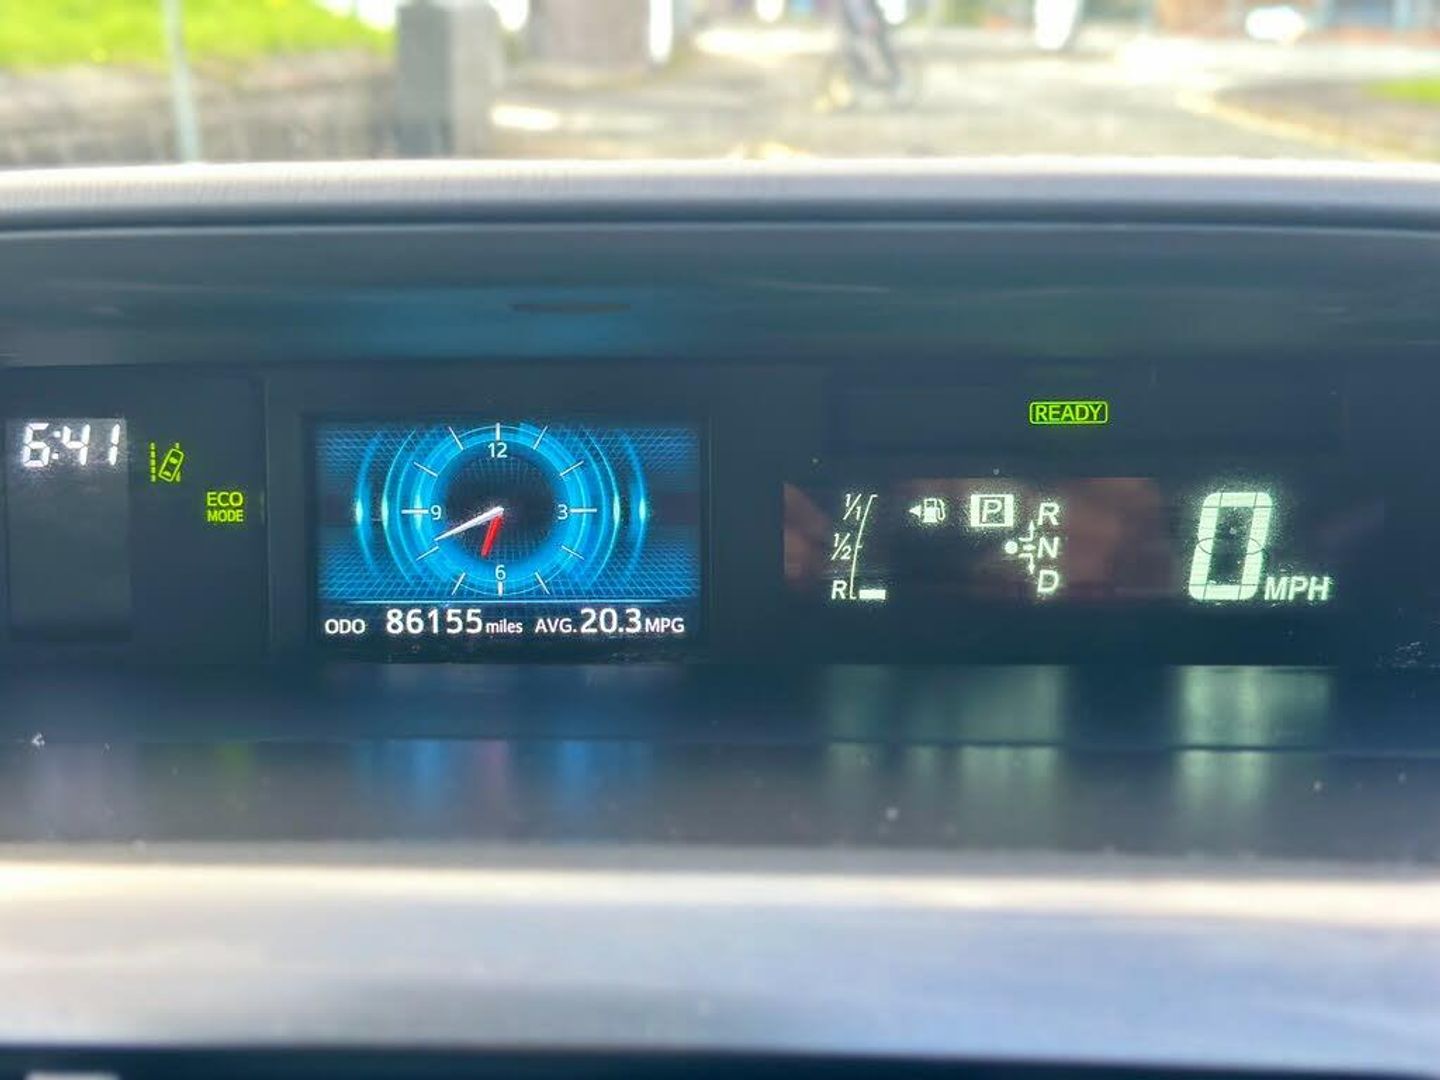 6:41
ECO
MODE
12
9
3
6
ODO 86155 miles AVG. 20.3 MPG
READY
1/1
1/2
R
P
R
N
D
0 MPH